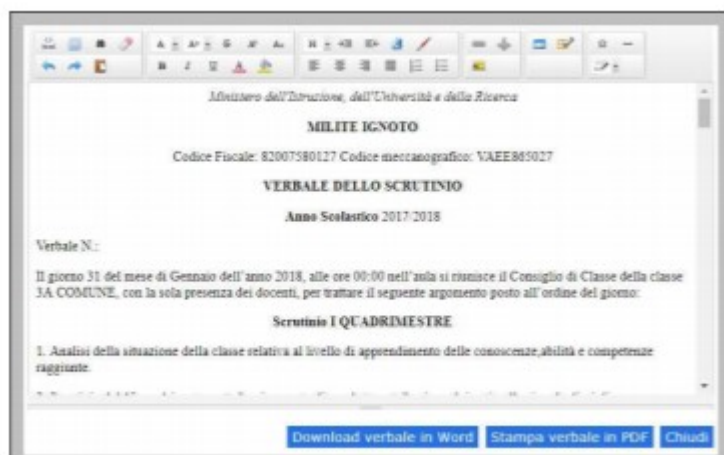 Ministero dell'Istruzione, dell'Università e della Ricerca
MILITE IGNOTO
Codice Fiscale: 82007580127 Codice meccanografico: VAEE865027
VERBALE DELLO SCRUTINIO
Anno Scolastico 2017/2018
Verbale N.:
Il giorno 31 del mese di Gennaio dell'anno 2018, alle ore 00:00 nell'aula si riunisce il Consiglio di Classe della classe
3A COMUNE, con la sola presenza dei docenti, per trattare il seguente argomento posto all'ordine del giorno:
Scrutinio I QUADRIMESTRE
1. Analisi della situazione della classe relativa al livello di apprendimento delle conoscenze,abilità e competenze
raggiunte.
Download verbale in Word Stampa verbale in PDF Chiudi